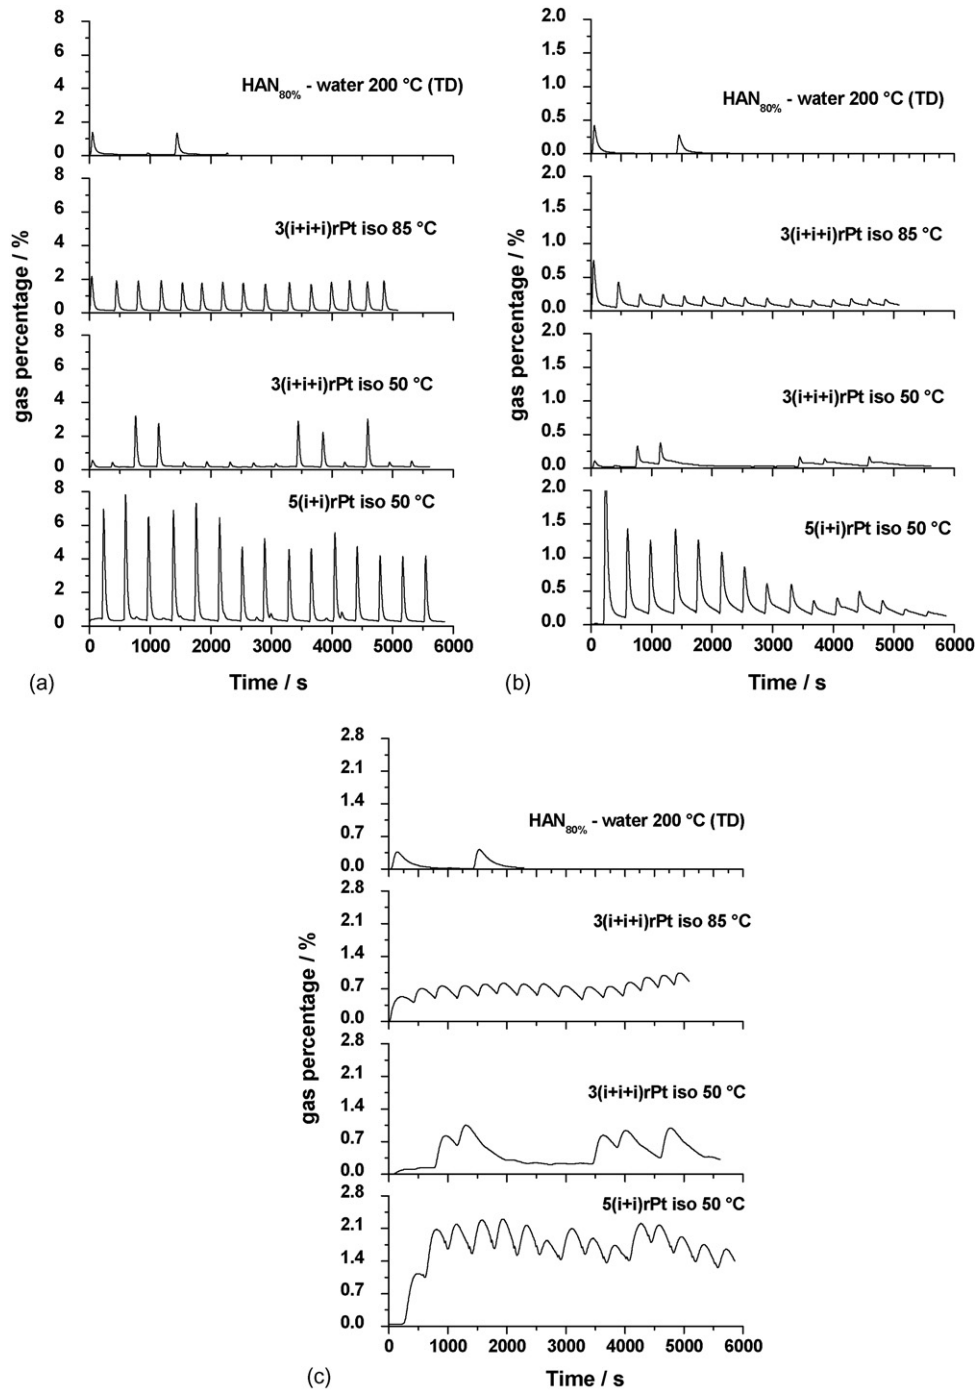 8
6
4
2
0
HAN80% - water 200 °C (TD)
8
6
4
2
0
3(i+i+i)rPt iso 85 °C
8
6
4
2
0
3(i+i+i)rPt iso 50 °C
8
6
4
2
0
5(i+i)rPt iso 50 °C
gas percentage / %
0 1000 2000 3000 4000 5000 6000
(a)
Time / s
2.0
1.5
1.0
0.5
0.0
HAN80% - water 200 °C (TD)
2.0
1.5
1.0
0.5
0.0
3(i+i+i)rPt iso 85 °C
2.0
1.5
1.0
0.5
0.0
3(i+i+i)rPt iso 50 °C
2.0
1.5
1.0
0.5
0.0
5(i+i)rPt iso 50 °C
gas percentage / %
0 1000 2000 3000 4000 5000 6000
(b)
Time / s
2.8
2.1
1.4
0.7
0.0
HAN80% - water 200 °C (TD)
2.8
2.1
1.4
0.7
0.0
3(i+i+i)rPt iso 85 °C
2.8
2.1
1.4
0.7
0.0
3(i+i+i)rPt iso 50 °C
2.8
2.1
1.4
0.7
0.0
5(i+i)rPt iso 50 °C
gas percentage / %
0 1000 2000 3000 4000 5000 6000
(c)
Time / s